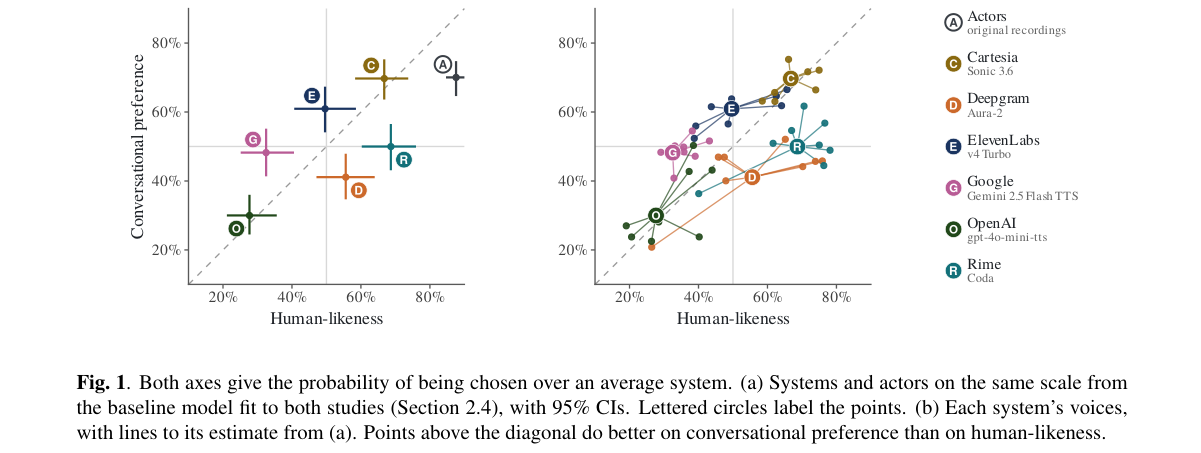 80%
60%
40%
20%
20%
40%
60%
80%
Conversational preference
Human-likeness
A
C
E
G
R
D
O
80%
60%
40%
20%
20%
40%
60%
80%
Human-likeness
C
E
G
R
D
O
A Actors
original recordings
C Cartesia
Sonic 3.6
D Deepgram
Aura-2
E ElevenLabs
v4 Turbo
G Google
Gemini 2.5 Flash TTS
O OpenAI
gpt-4o-mini-tts
R Rime
Coda
Fig. 1. Both axes give the probability of being chosen over an average system. (a) Systems and actors on the same scale from
the baseline model fit to both studies (Section 2.4), with 95% CIs. Lettered circles label the points. (b) Each system's voices,
with lines to its estimate from (a). Points above the diagonal do better on conversational preference than on human-likeness.